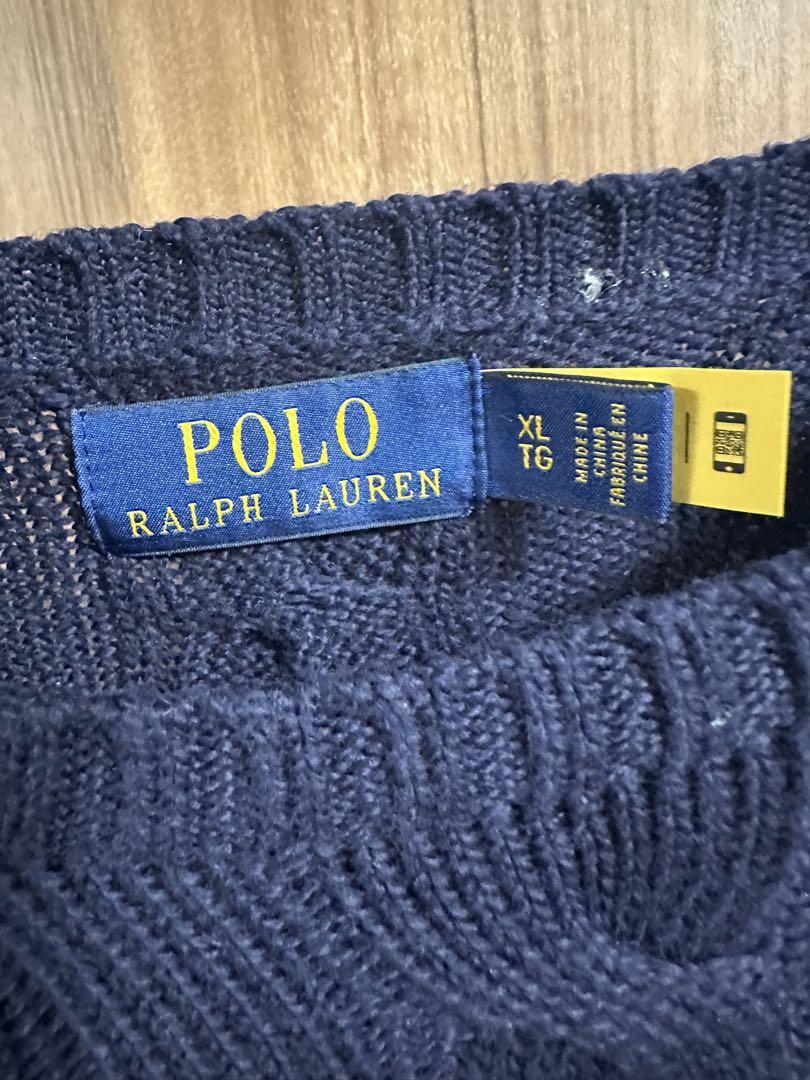 POLO
RALPH LAUREN
XL
TG
MADE IN
CHINA
FABRIQUÉ EN
CHINE